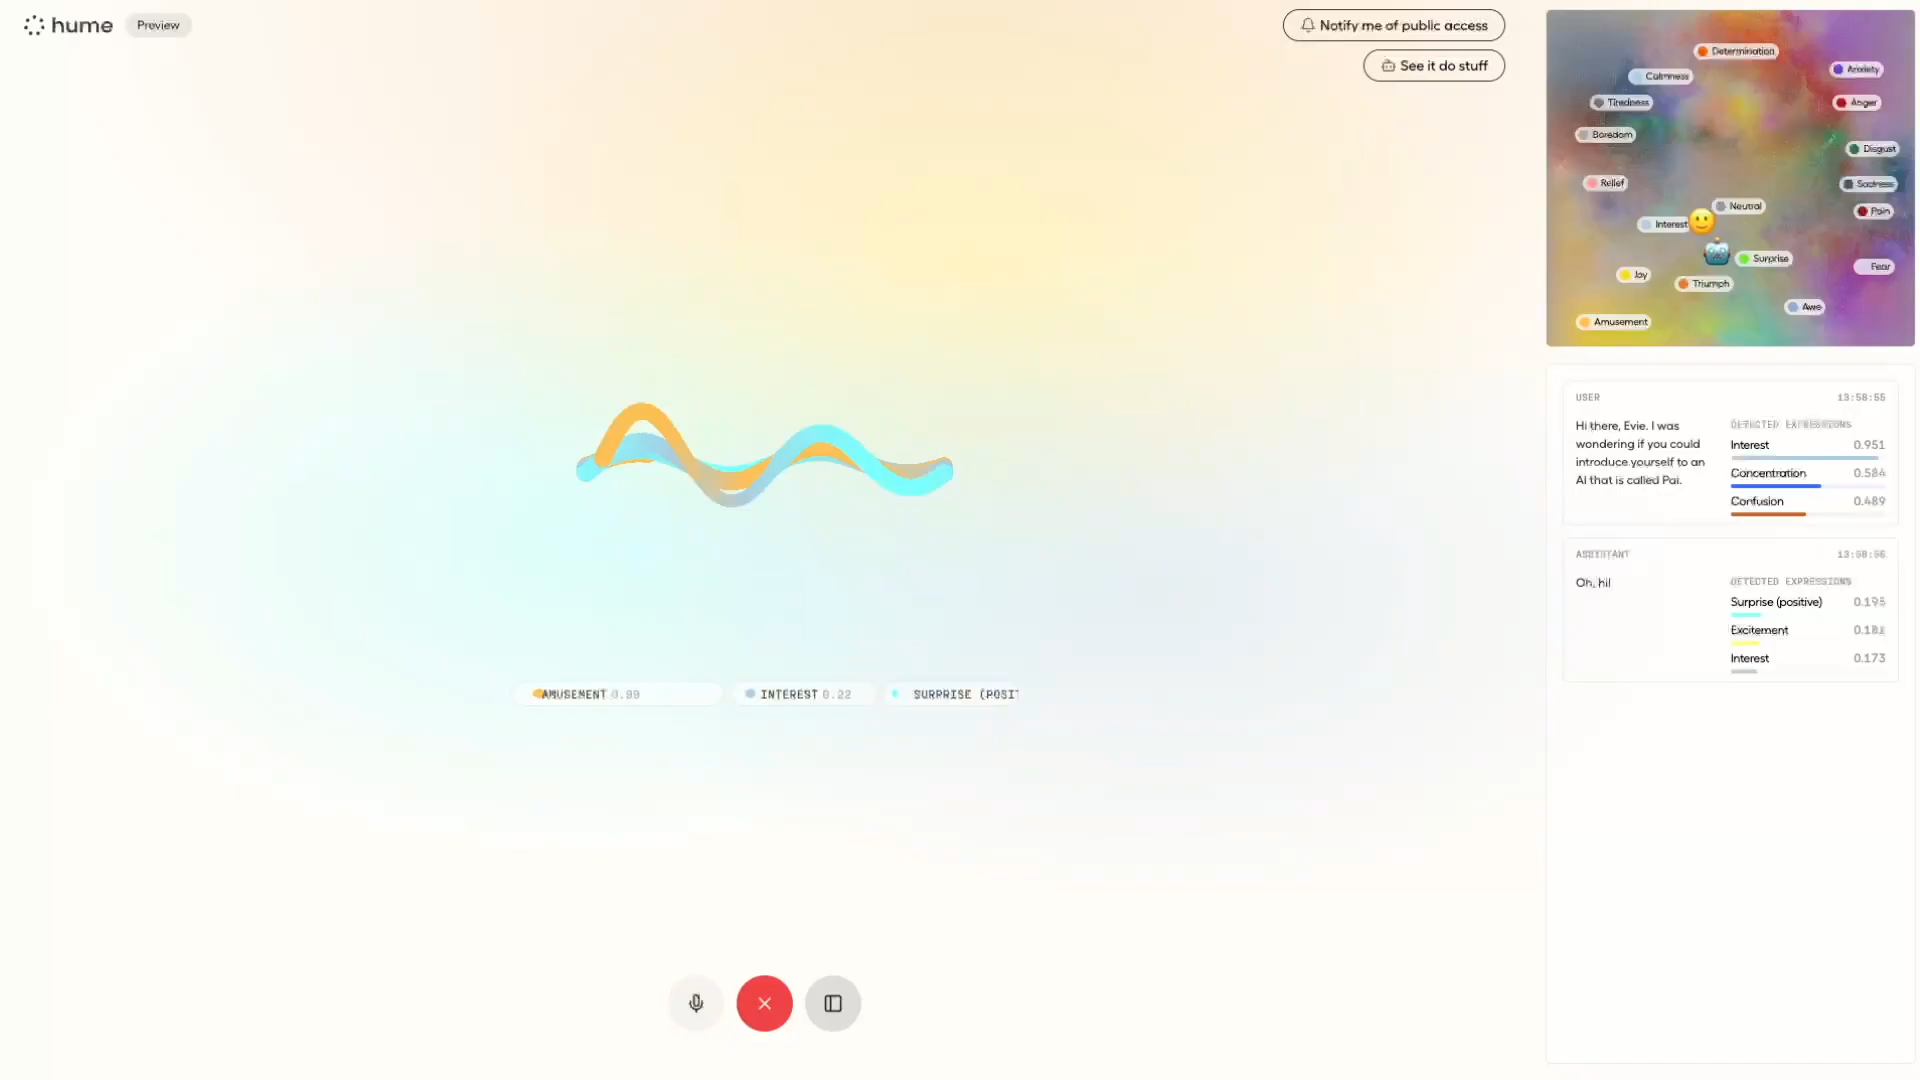 hume
Preview
Notify me of public access
See it do stuff
Determination
Calmness
Anxiety
Tiredness
Anger
Boredom
Disgust
Relief
Sadness
Neutral
Pain
Interest
Surprise
Fear
Joy
Triumph
Awe
Amusement
USER 13:58:55
Hi there, Evie. I was
wondering if you could
introduce yourself to an
AI that is called Pai.
DETECTED EXPRESSIONS
Interest 0.951
Concentration 0.584
Confusion 0.489
ASSISTANT 13:58:56
Oh, hi!
DETECTED EXPRESSIONS
Surprise (positive) 0.195
Excitement
Interest 0.173
AMUSEMENT
INTEREST 0.22
SURPRISE (POSIT